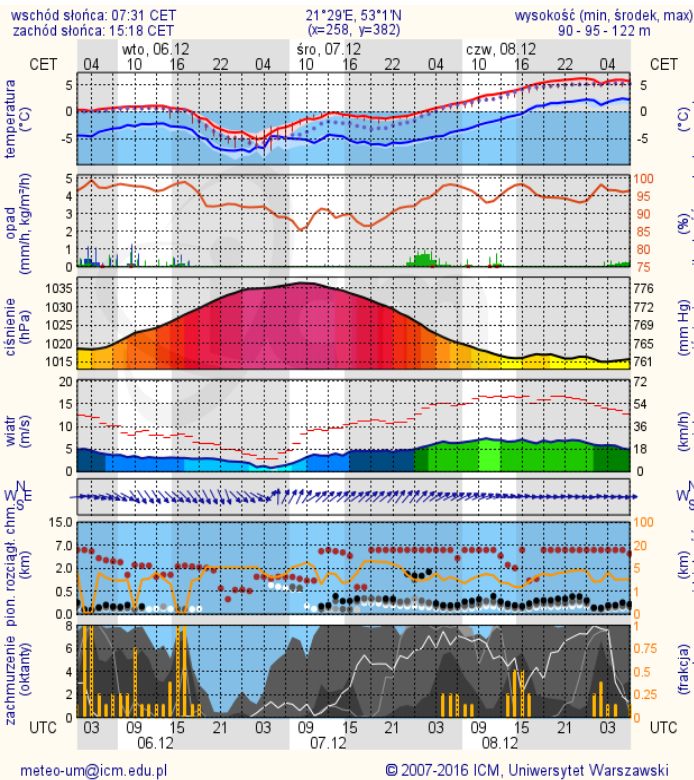 wschód słońca: 07:31 CET 21°29'E, 53°1'N wysokość (min, środek, max)
zachód słońca: 15:18 CET (x=258, y=382) 90 - 95 - 122 m
wto, 06.12 śro, 07.12 czw, 08.12
CET 04 10 16 22 04 10 16 22 04 10 16 22 04 CET
temperatura (°C)
5 0 -5
5 0 -5
(°C)
opad (mm/h, kg/m²/h)
5 4 3 2 1 0
100 95 90 85 80 75
(%)
ciśnienie (hPa)
1035 1030 1025 1020 1015
776 772 769 765 761
(mm Hg)
wiatr (m/s)
20 15 10 5 0
72 54 36 18 0
(km/h)
N W E S
N W E S
pion. rozciągł. chm. (km)
15.0 7.0 2.0 0.5 0.0
100 20 5 1 0
(km)
zachmurzenie (oktanty)
8 6 4 2 0
1 0.75 0.5 0.25 0
(frakcja)
UTC 03 09 15 21 03 09 15 21 03 09 15 21 03 UTC
06.12 07.12 08.12
meteo-um@icm.edu.pl © 2007-2016 ICM, Uniwersytet Warszawski